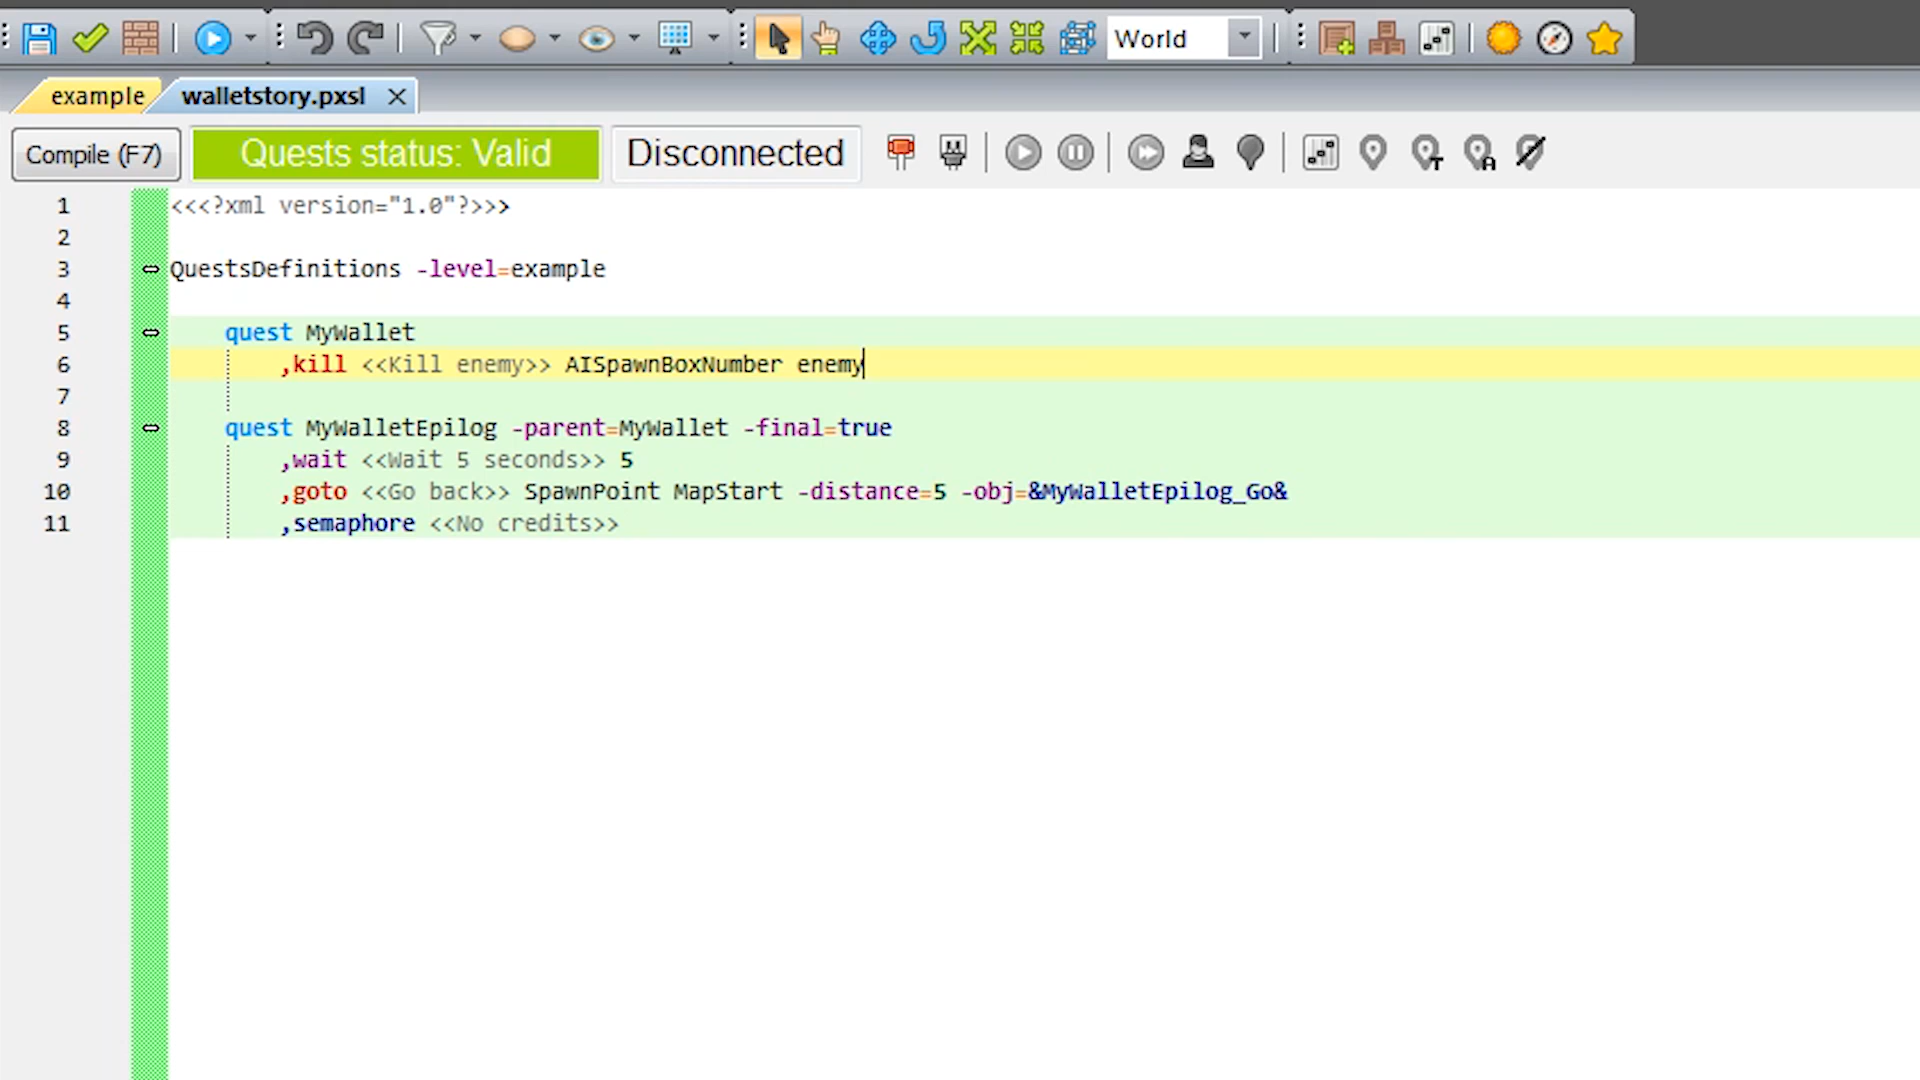 World
example walletstory.pxsl
Compile (F7) Quests status: Valid Disconnected
1 <<<?xml version="1.0"?>>>
2
3 QuestsDefinitions -level=example
4
5 quest MyWallet
6 ,kill <<Kill enemy>> AISpawnBoxNumber enemy
7
8 quest MyWalletEpilog -parent=MyWallet -final=true
9 ,wait <<Wait 5 seconds>> 5
10 ,goto <<Go back>> SpawnPoint MapStart -distance=5 -obj=&MyWalletEpilog_Go&
11 ,semaphore <<No credits>>